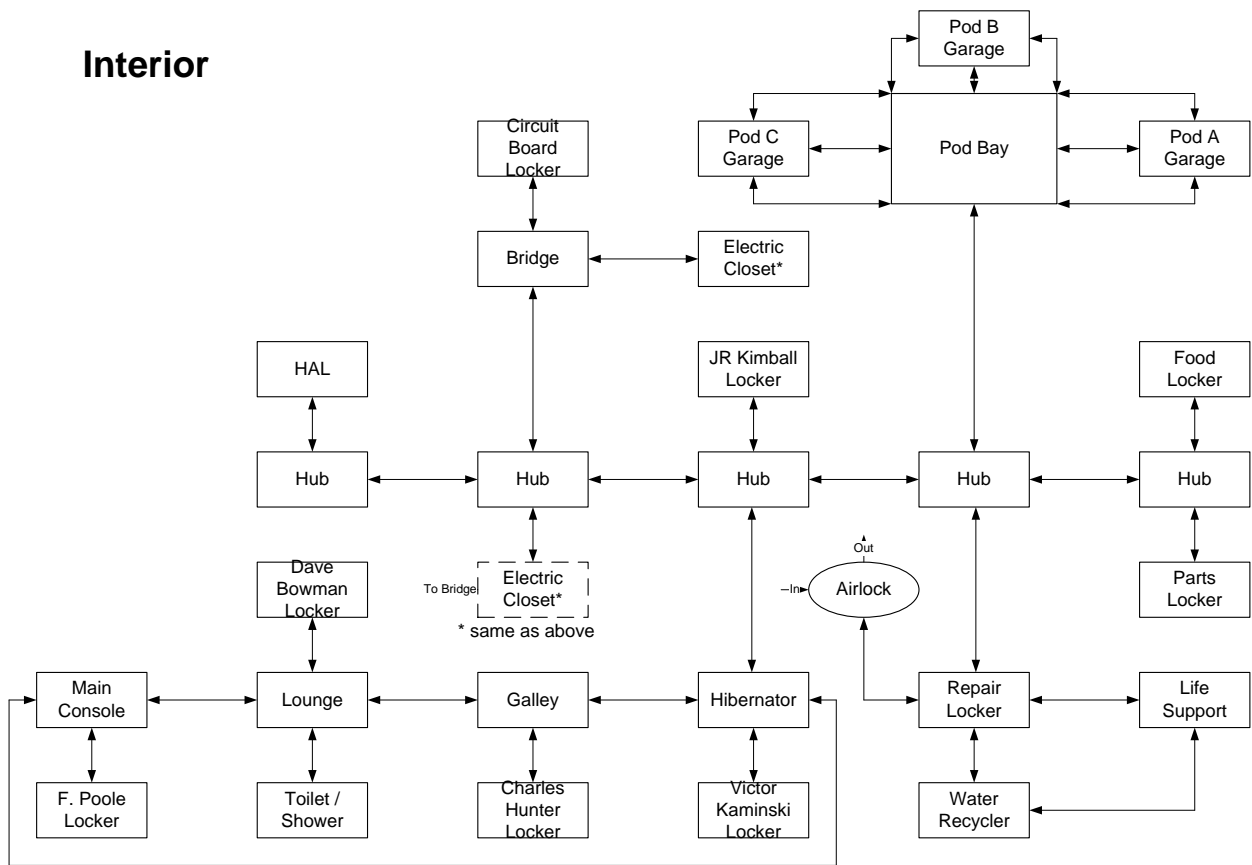 Interior
Pod B
Garage
Circuit
Board
Locker
Pod C
Garage
Pod Bay
Pod A
Garage
Bridge
Electric
Closet*
HAL
JR Kimball
Locker
Food
Locker
Hub
Hub
Hub
Hub
Hub
Dave
Bowman
Locker
To Bridge
Electric
Closet*
* same as above
Out
In
Airlock
Parts
Locker
Main
Console
Lounge
Galley
Hibernator
Repair
Locker
Life
Support
F. Poole
Locker
Toilet /
Shower
Charles
Hunter
Locker
Victor
Kaminski
Locker
Water
Recycler